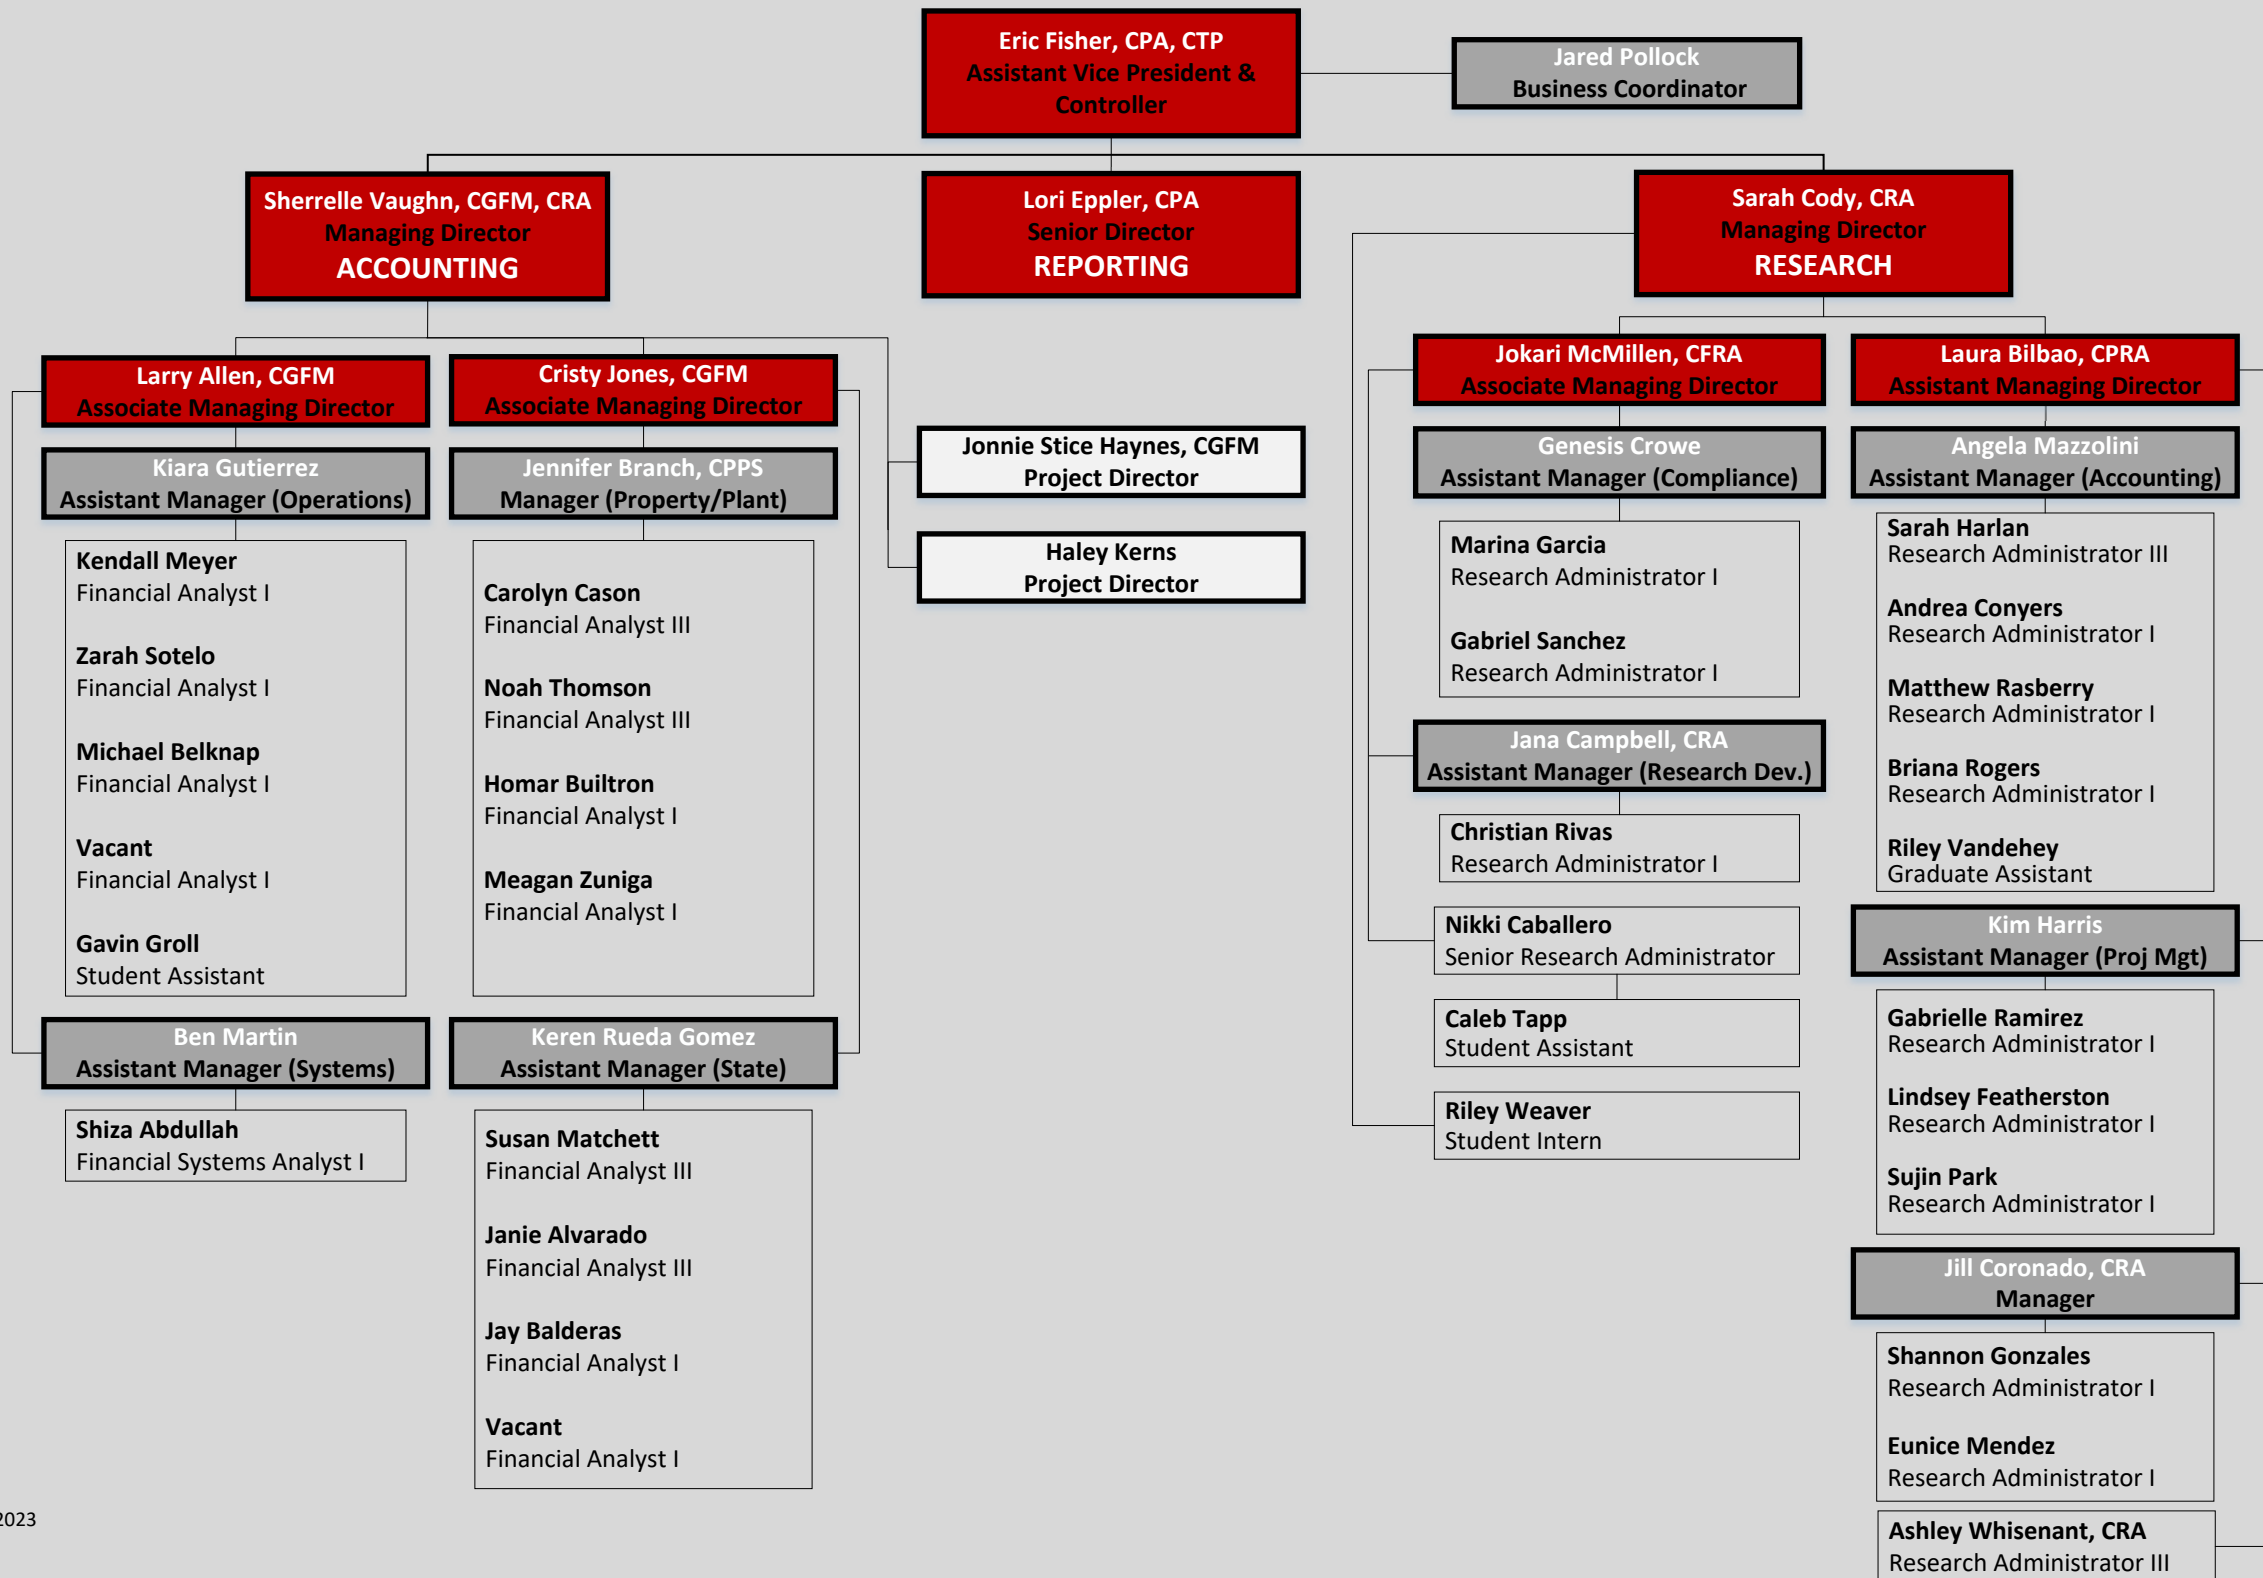 Eric Fisher, CPA, CTP
Assistant Vice President &
Controller
Jared Pollock
Business Coordinator
Sherrelle Vaughn, CGFM, CRA
Managing Director
ACCOUNTING
Lori Eppler, CPA
Senior Director
REPORTING
Sarah Cody, CRA
Managing Director
RESEARCH
Larry Allen, CGFM
Associate Managing Director
Kiara Gutierrez
Assistant Manager (Operations)
Kendall Meyer
Financial Analyst I
Zarah Sotelo
Financial Analyst I
Michael Belknap
Financial Analyst I
Vacant
Financial Analyst I
Gavin Groll
Student Assistant
Ben Martin
Assistant Manager (Systems)
Shiza Abdullah
Financial Systems Analyst I
Cristy Jones, CGFM
Associate Managing Director
Jennifer Branch, CPPS
Manager (Property/Plant)
Carolyn Cason
Financial Analyst III
Noah Thomson
Financial Analyst III
Homar Builtron
Financial Analyst I
Meagan Zuniga
Financial Analyst I
Keren Rueda Gomez
Assistant Manager (State)
Susan Matchett
Financial Analyst III
Janie Alvarado
Financial Analyst III
Jay Balderas
Financial Analyst I
Vacant
Financial Analyst I
Jonnie Stice Haynes, CGFM
Project Director
Haley Kerns
Project Director
Jokari McMillen, CFRA
Associate Managing Director
Genesis Crowe
Assistant Manager (Compliance)
Marina Garcia
Research Administrator I
Gabriel Sanchez
Research Administrator I
Jana Campbell, CRA
Assistant Manager (Research Dev.)
Christian Rivas
Research Administrator I
Nikki Caballero
Senior Research Administrator
Caleb Tapp
Student Assistant
Riley Weaver
Student Intern
Laura Bilbao, CPRA
Assistant Managing Director
Angela Mazzolini
Assistant Manager (Accounting)
Sarah Harlan
Research Administrator III
Andrea Conyers
Research Administrator I
Matthew Rasberry
Research Administrator I
Briana Rogers
Research Administrator I
Riley Vandehey
Graduate Assistant
Kim Harris
Assistant Manager (Proj Mgt)
Gabrielle Ramirez
Research Administrator I
Lindsey Featherston
Research Administrator I
Sujin Park
Research Administrator I
Jill Coronado, CRA
Manager
Shannon Gonzales
Research Administrator I
Eunice Mendez
Research Administrator I
Ashley Whisenant, CRA
Research Administrator III
2023